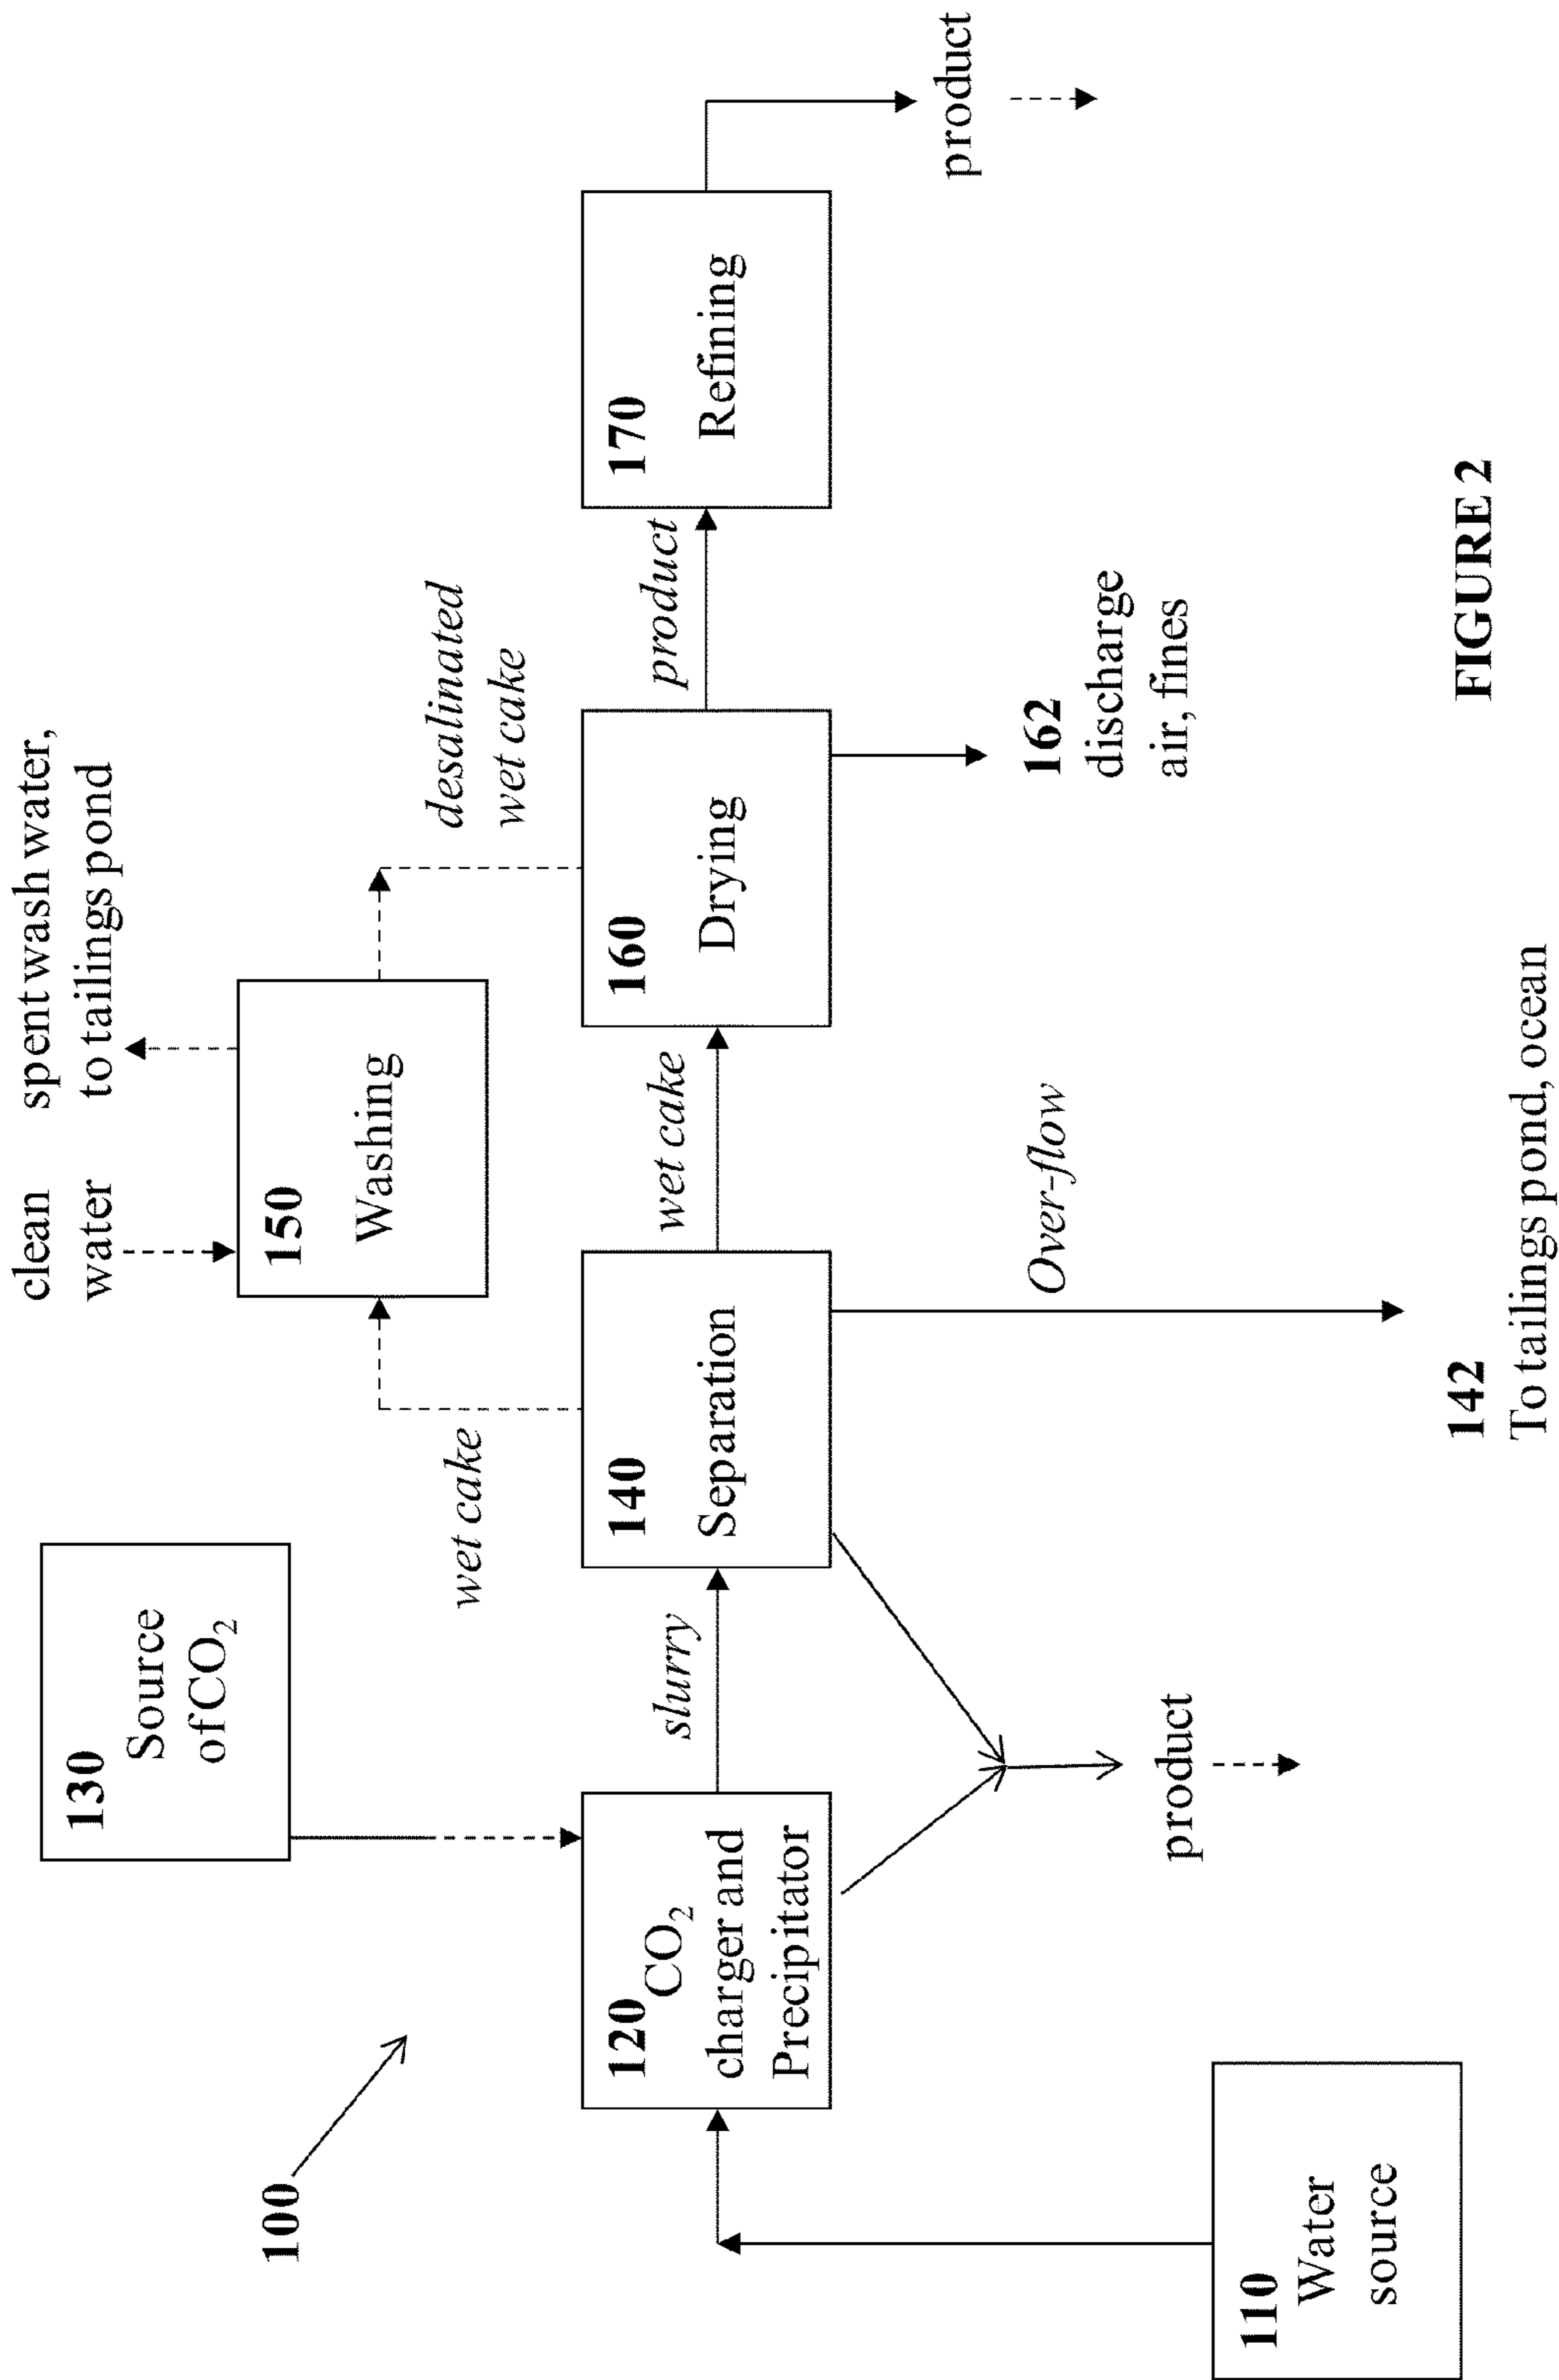 100
130
Source
of CO2
clean
water
spent wash water,
to tailings pond
150
Washing
wet cake
desalinated
wet cake
120
CO2
charger and
Precipitator
slurry
140
Separation
wet cake
160
Drying
product
170
Refining
product
110
Water
source
product
Over-flow
142
To tailings pond, ocean
162
discharge
air, fines
FIGURE 2